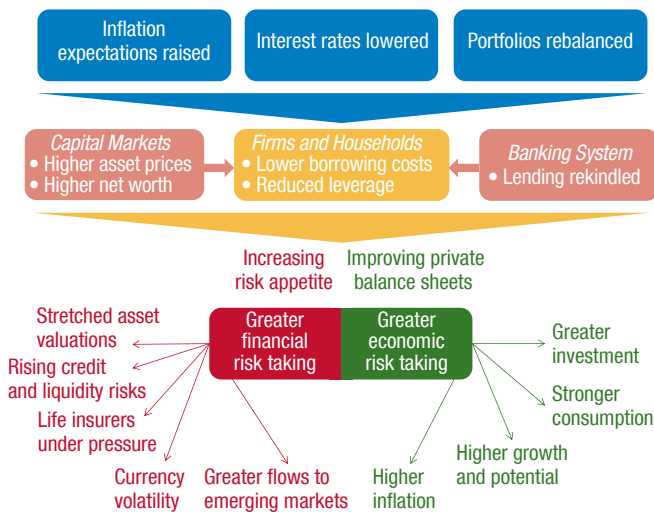 Inflation
expectations raised
Interest rates lowered
Portfolios rebalanced
Capital Markets
• Higher asset prices
• Higher net worth
Firms and Households
• Lower borrowing costs
• Reduced leverage
Banking System
• Lending rekindled
Increasing
risk appetite
Improving private
balance sheets
Greater
financial
risk taking
Greater
economic
risk taking
Stretched asset
valuations
Rising credit
and liquidity risks
Life insurers
under pressure
Currency
volatility
Greater flows to
emerging markets
Higher
inflation
Higher growth
and potential
Stronger
consumption
Greater
investment